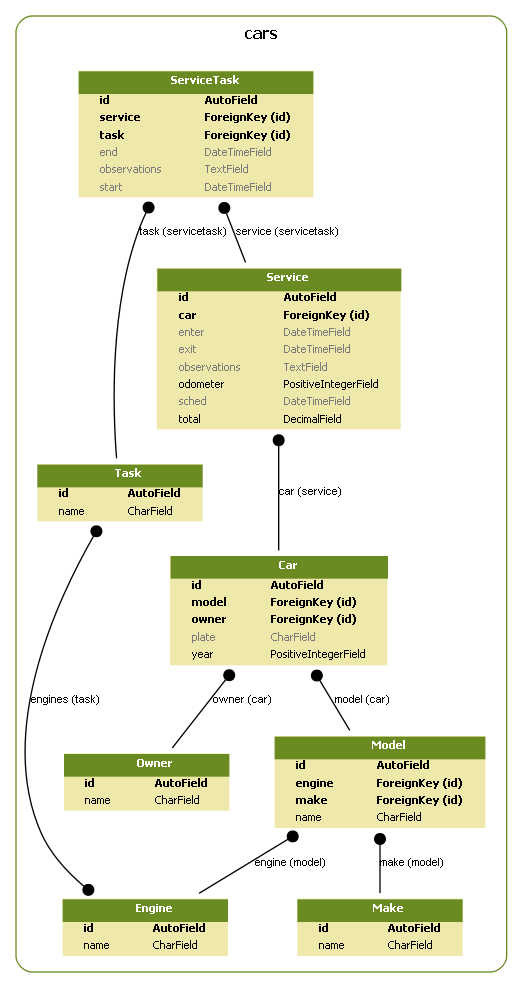 cars
ServiceTask
id AutoField
service ForeignKey (id)
task ForeignKey (id)
end DateTimeField
observations TextField
start DateTimeField
task (servicetask) service (servicetask)
Service
id AutoField
car ForeignKey (id)
enter DateTimeField
exit DateTimeField
observations TextField
odometer PositiveIntegerField
sched DateTimeField
total DecimalField
Task
id AutoField
name CharField
car (service)
Car
id AutoField
model ForeignKey (id)
owner ForeignKey (id)
plate CharField
year PositiveIntegerField
engines (task) owner (car) model (car)
Owner
id AutoField
name CharField
Model
id AutoField
engine ForeignKey (id)
make ForeignKey (id)
name CharField
engine (model) make (model)
Engine
id AutoField
name CharField
Make
id AutoField
name CharField